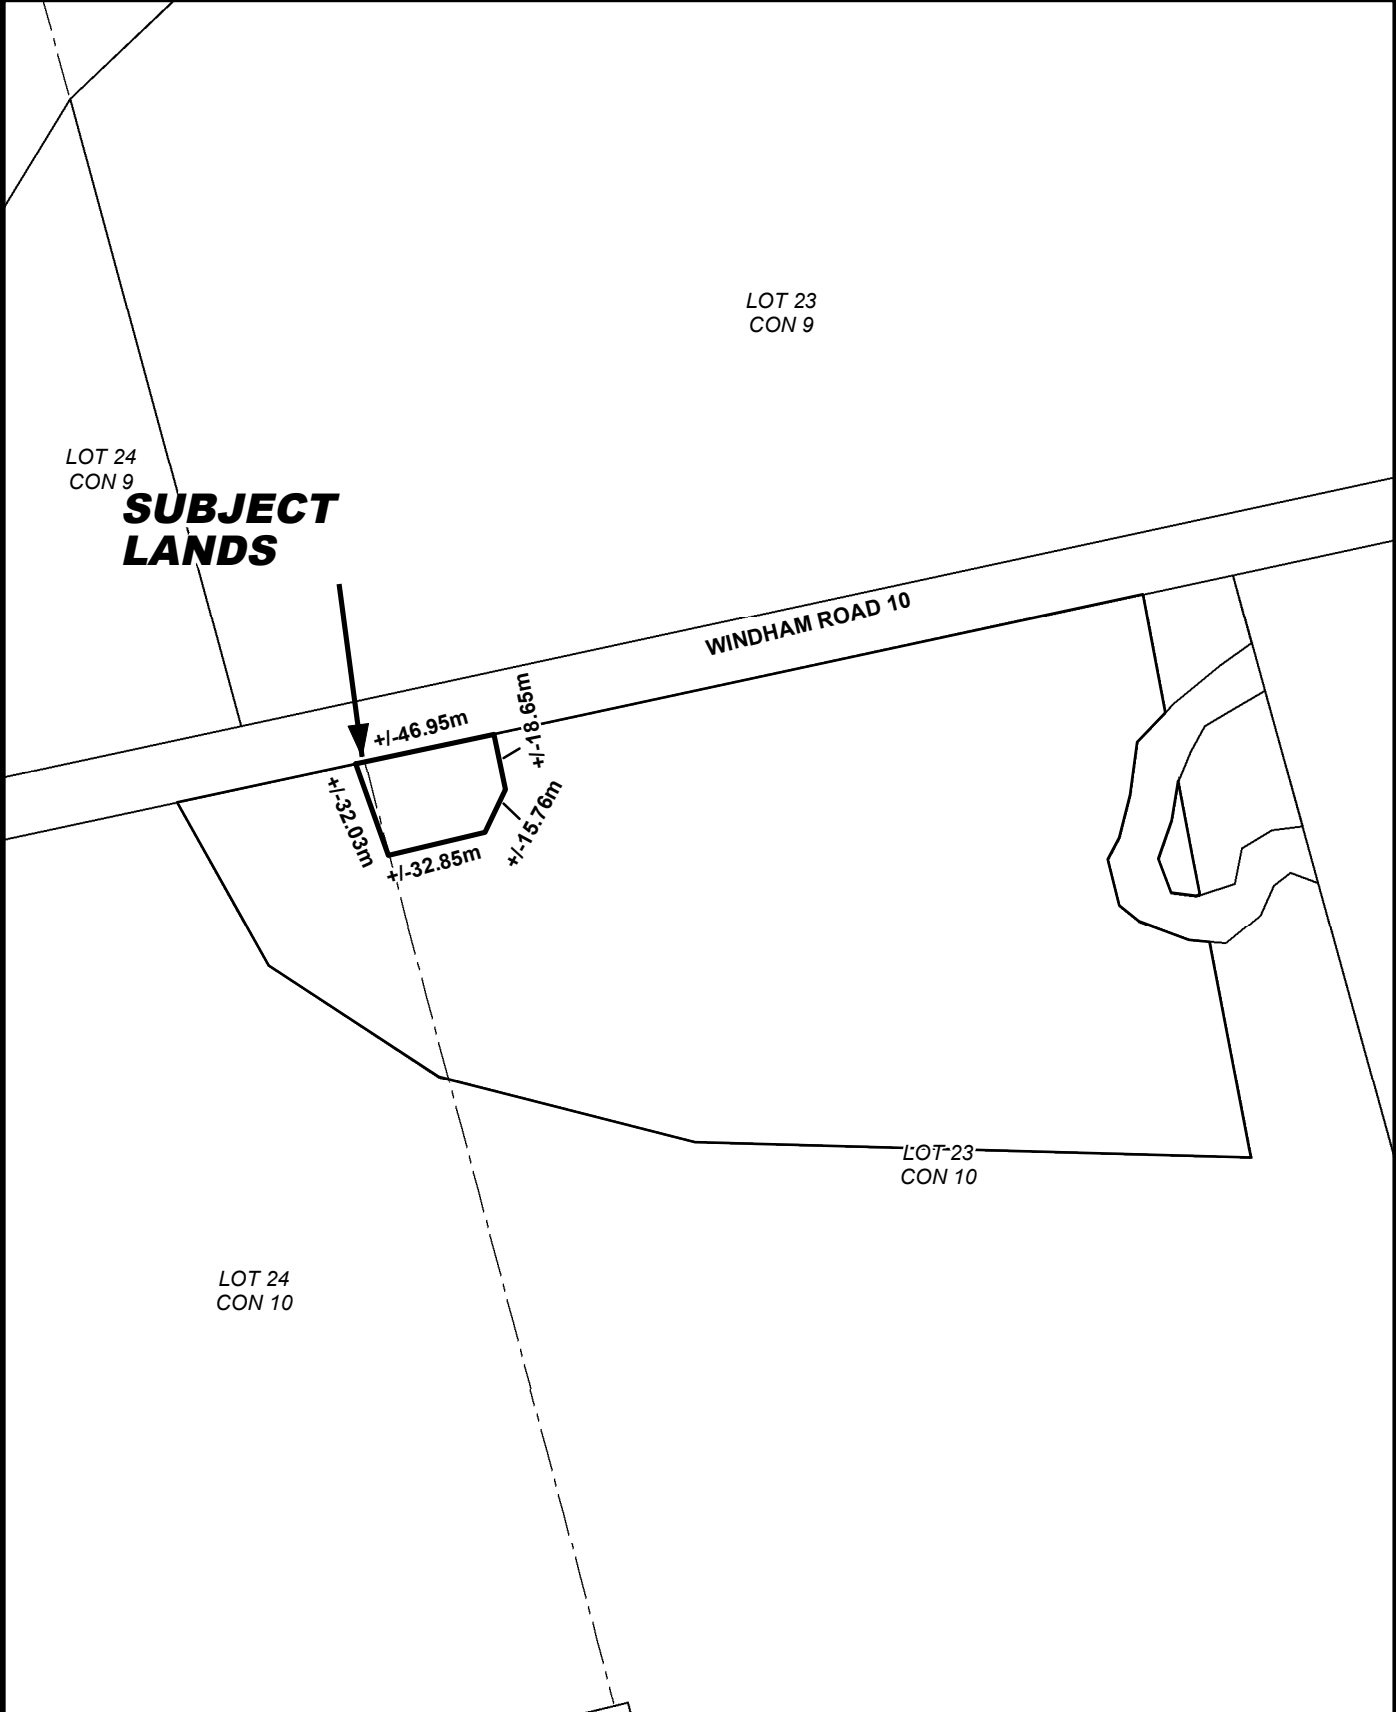 LOT 23
CON 9
LOT 24
CON 9
SUBJECT
LANDS
WINDHAM ROAD 10
+/-46.95m
+/-18.65m
+/-32.03m
+/-15.76m
+/-32.85m
LOT 23
CON 10
LOT 24
CON 10